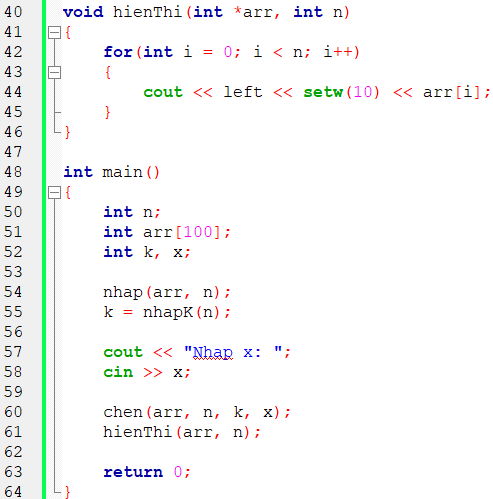 40 void hienThi(int *arr, int n)
41 {
42 for(int i = 0; i < n; i++)
43 {
44 cout << left << setw(10) << arr[i];
45 }
46 }
47
48 int main()
49 {
50 int n;
51 int arr[100];
52 int k, x;
53
54 nhap(arr, n);
55 k = nhapK(n);
56
57 cout << "Nhap x: ";
58 cin >> x;
59
60 chen(arr, n, k, x);
61 hienThi(arr, n);
62
63 return 0;
64 }